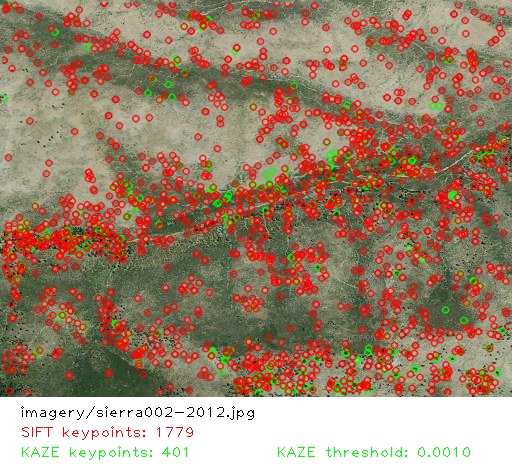 imagery/sierra002-2012.jpg
SIFT keypoints: 1779
KAZE keypoints: 401 KAZE threshold: 0.0010